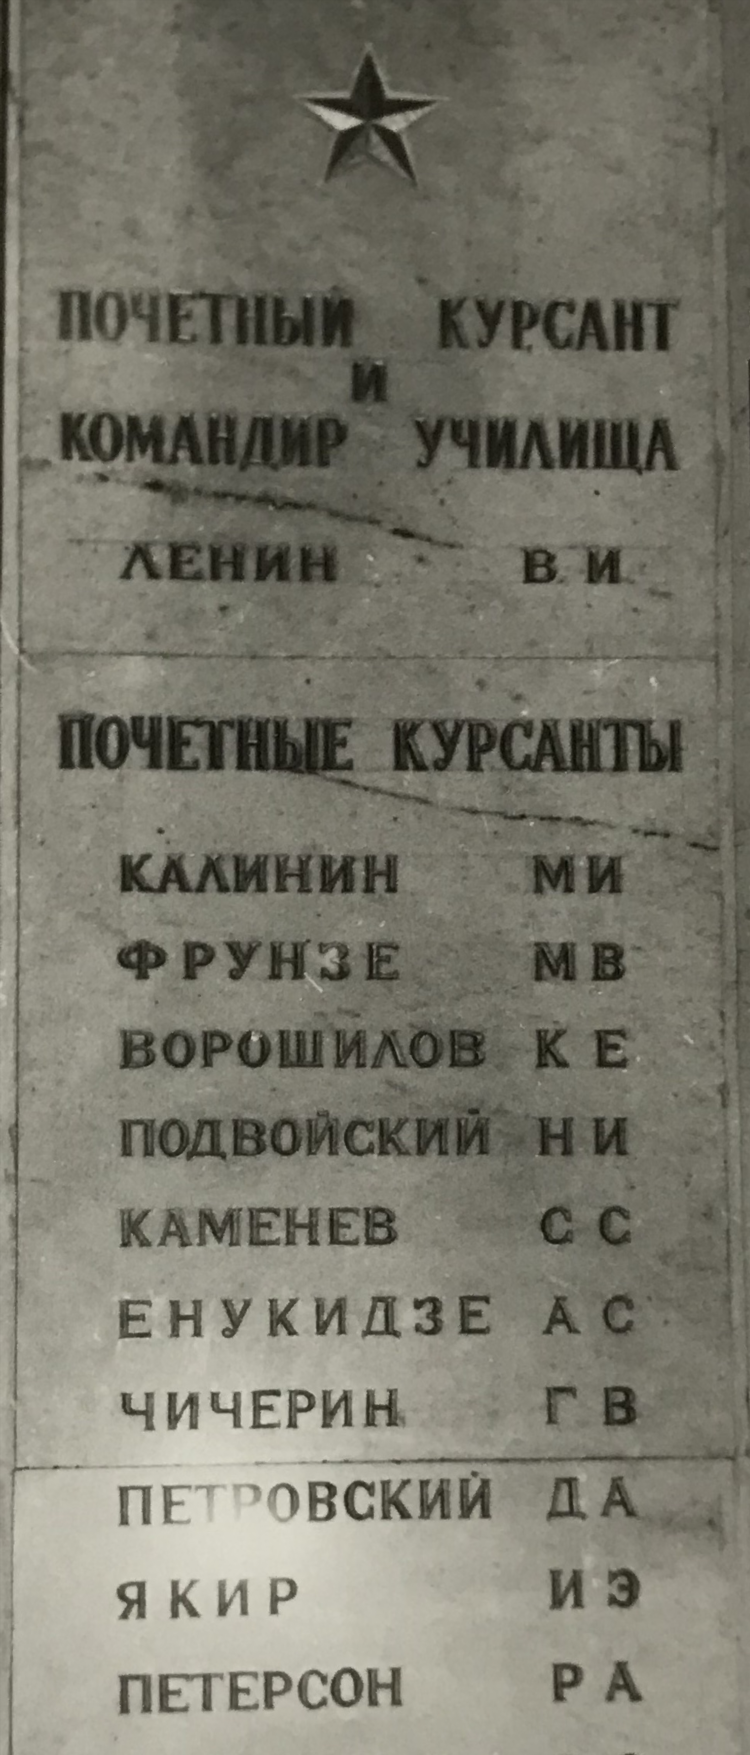 ПОЧЕТНЫЙ КУРСАНТ
И
КОМАНДИР УЧИЛИЩА
ЛЕНИН В И
ПОЧЕТНЫЕ КУРСАНТЫ
КАЛИНИН М И
ФРУНЗЕ М В
ВОРОШИЛОВ К Е
ПОДВОЙСКИЙ Н И
КАМЕНЕВ С С
ЕНУКИДЗЕ А С
ЧИЧЕРИН Г В
ПЕТРОВСКИЙ Д А
ЯКИР И Э
ПЕТЕРСОН Р А